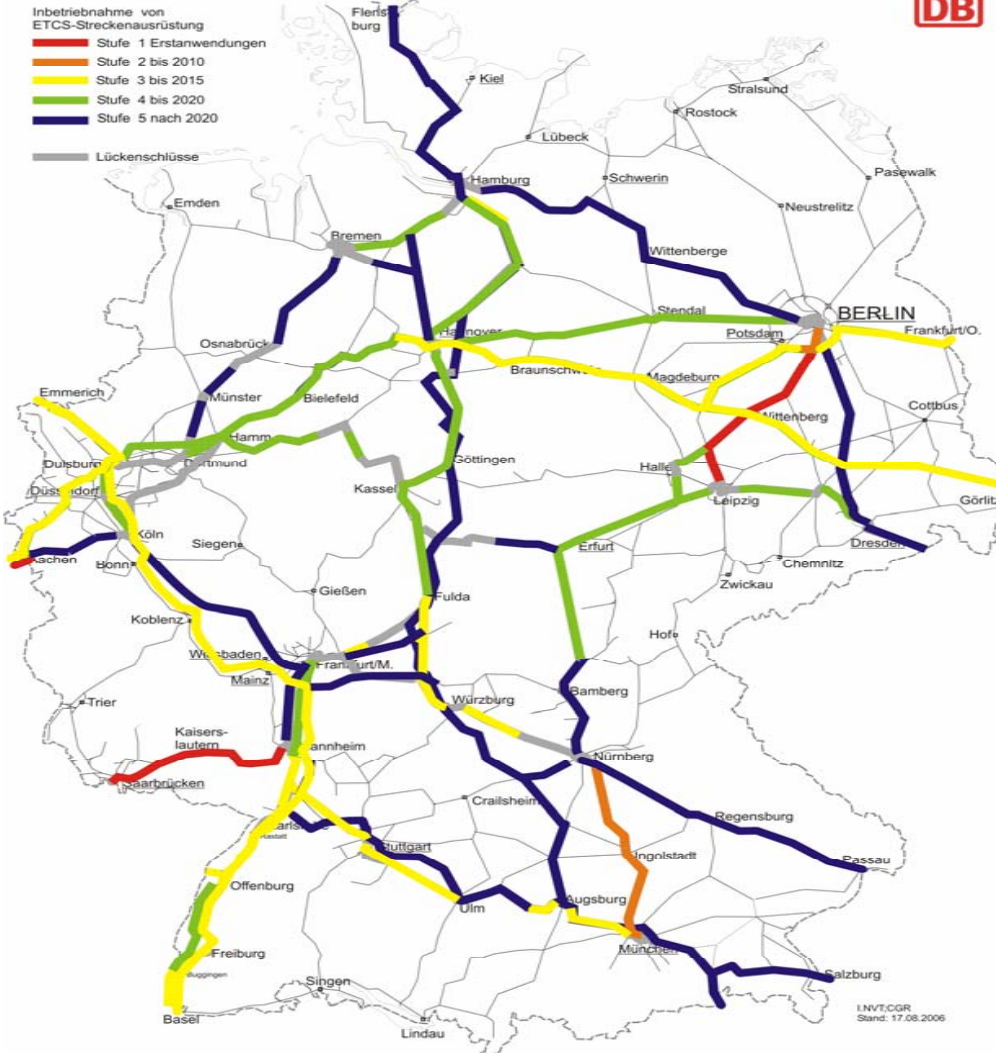 Inbetriebnahme von
ETCS-Streckenausrüstung
Stufe 1 Erstanwendungen
Stufe 2 bis 2010
Stufe 3 bis 2015
Stufe 4 bis 2020
Stufe 5 nach 2020
Lückenschlüsse
DB
Flens-
burg
Kiel
Stralsund
Rostock
Lübeck
Hamburg
Schwerin
Pasewalk
Emden
Neustrelitz
Bremen
Wittenberge
Stendal
BERLIN
Hannover
Potsdam
Frankfurt/O.
Osnabrück
Braunschweig
Magdeburg
Emmerich
Münster
Bielefeld
Wittenberg
Cottbus
Hamm
Duisburg
Dortmund
Göttingen
Halle
Düsseldorf
Kassel
Leipzig
Görlitz
Köln
Siegen
Erfurt
Dresden
Aachen
Bonn
Chemnitz
Zwickau
Gießen
Fulda
Koblenz
Hof
Wiesbaden
Frankfurt/M.
Mainz
Würzburg
Bamberg
Trier
Kaisers-
lautern
Mannheim
Nürnberg
Saarbrücken
Crailsheim
Regensburg
Karlsruhe
Rastatt
Stuttgart
Ingolstadt
Passau
Offenburg
Ulm
Augsburg
Freiburg
München
Buggingen
Singen
Salzburg
Basel
Lindau
I.NVT;CGR
Stand: 17.08.2006